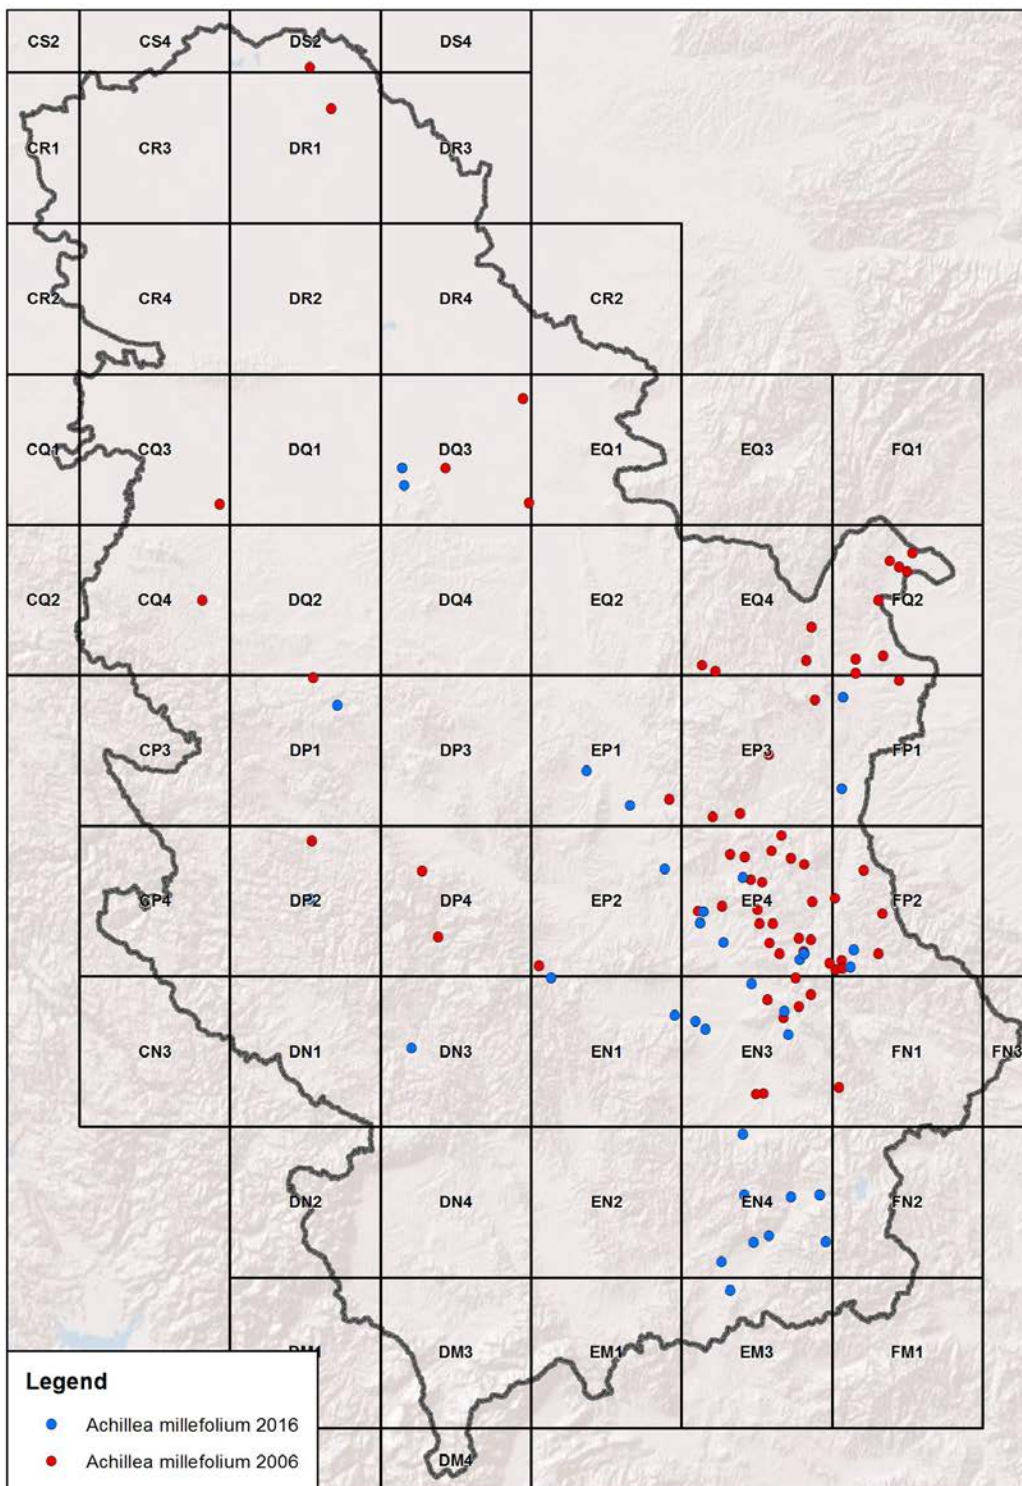 CS2 CS4 DS2 DS4
CR1 CR3 DR1 DR3
CR2 CR4 DR2 DR4 CR2
CQ1 CQ3 DQ1 DQ3 EQ1 EQ3 FQ1
CQ2 CQ4 DQ2 DQ4 EQ2 EQ4 FQ2
CP3 DP1 DP3 EP1 EP3 FP1
CP4 DP2 DP4 EP2 EP4 FP2
CN3 DN1 DN3 EN1 EN3 FN1 FN3
DN2 DN4 EN2 EN4 FN2
DM1 DM3 EM1 EM3 FM1
DM4
Legend
Achillea millefolium 2016
Achillea millefolium 2006